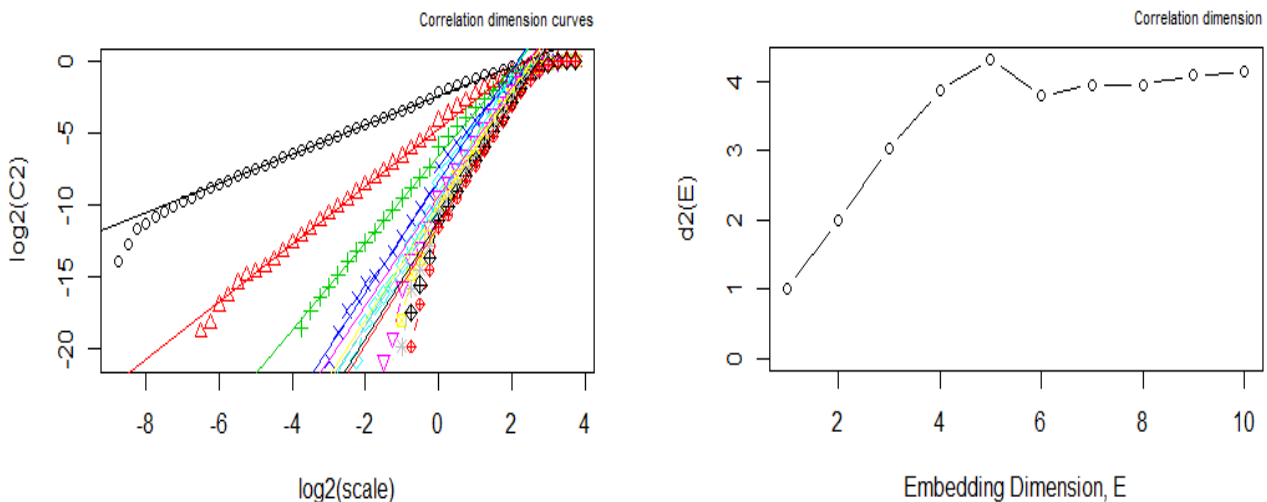 Correlation dimension curves
log2(C2)
0
-5
-10
-15
-20
-8 -6 -4 -2 0 2 4
log2(scale)
Correlation dimension
d2(E)
4
3
2
1
0
2 4 6 8 10
Embedding Dimension, E